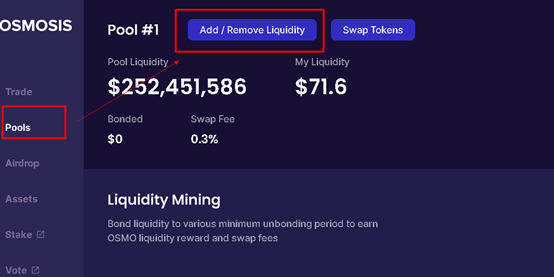 OSMOSIS
Pool #1
Add / Remove Liquidity
Swap Tokens
Pool Liquidity
My Liquidity
$252,451,586
$71.6
Bonded
Swap Fee
$0
0.3%
Trade
Pools
Airdrop
Assets
Stake
Vote
Liquidity Mining
Bond liquidity to various minimum unbonding period to earn
OSMO liquidity reward and swap fees